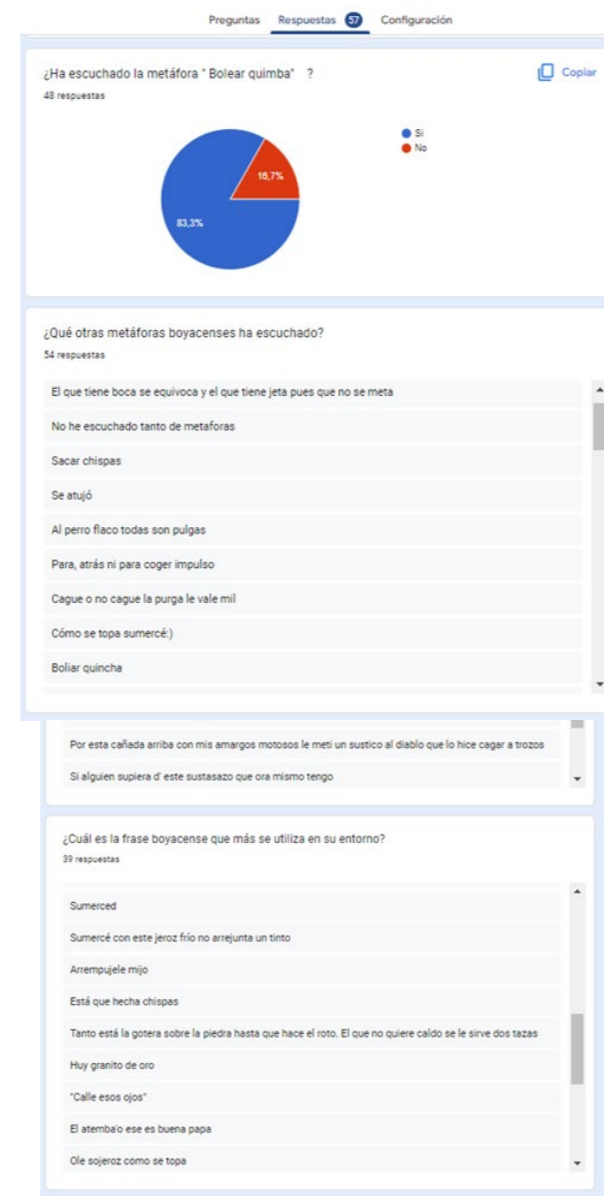 Preguntas Respuestas 57 Configuración
¿Ha escuchado la metáfora " Bolear quimba" ?
Copiar
48 respuestas
Si
No
16,7%
83,3%
¿Qué otras metáforas boyacenses ha escuchado?
54 respuestas
El que tiene boca se equivoca y el que tiene jeta pues que no se meta
No he escuchado tanto de metaforas
Sacar chispas
Se atujó
Al perro flaco todas son pulgas
Para, atrás ni para coger impulso
Cague o no cague la purga le vale mil
Cómo se topa sumercé:)
Boliar quincha
Por esta cañada arriba con mis amargos motosos le meti un sustico al diablo que lo hice cagar a trozos
Si alguien supiera d' este sustasazo que ora mismo tengo
¿Cuál es la frase boyacense que más se utiliza en su entorno?
39 respuestas
Sumerced
Sumercé con este jeroz frío no arrejunta un tinto
Arrempujele mijo
Está que hecha chispas
Tanto está la gotera sobre la piedra hasta que hace el roto. El que no quiere caldo se le sirve dos tazas
Huy granito de oro
"Calle esos ojos"
El atemba'o ese es buena papa
Ole sojeroz como se topa